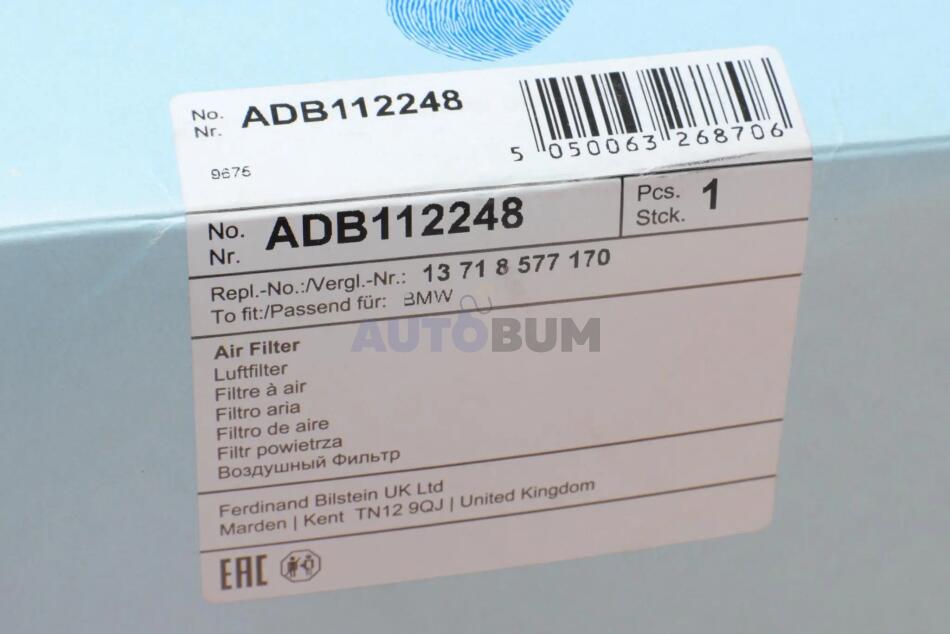 No. ADB112248
Nr.
9675
5 050063 268706
No. ADB112248
Nr.
Pcs. 1
Stck.
Repl.-No.:/Vergl.-Nr.: 13 71 8 577 170
To fit:/Passend für: BMW
AUTOBUM
Air Filter
Luftfilter
Filtre à air
Filtro aria
Filtro de aire
Filtr powietrza
Воздушный Фильтр
Ferdinand Bilstein UK Ltd
Marden | Kent TN12 9QJ | United Kingdom
EAC